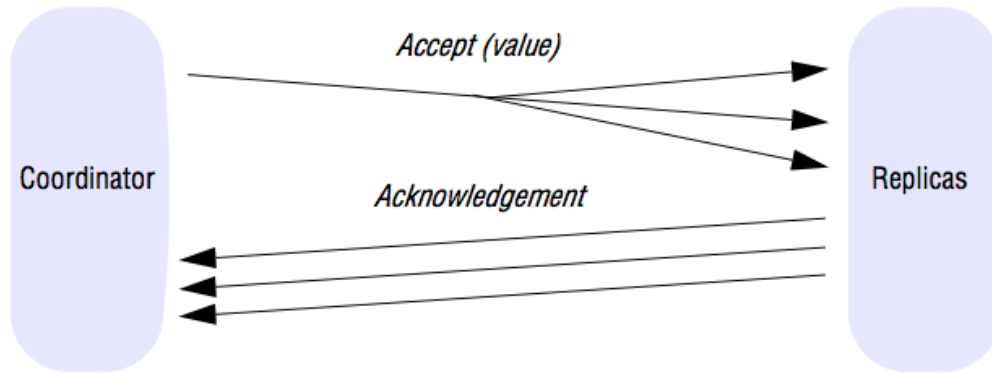 Accept (value)
Coordinator
Replicas
Acknowledgement